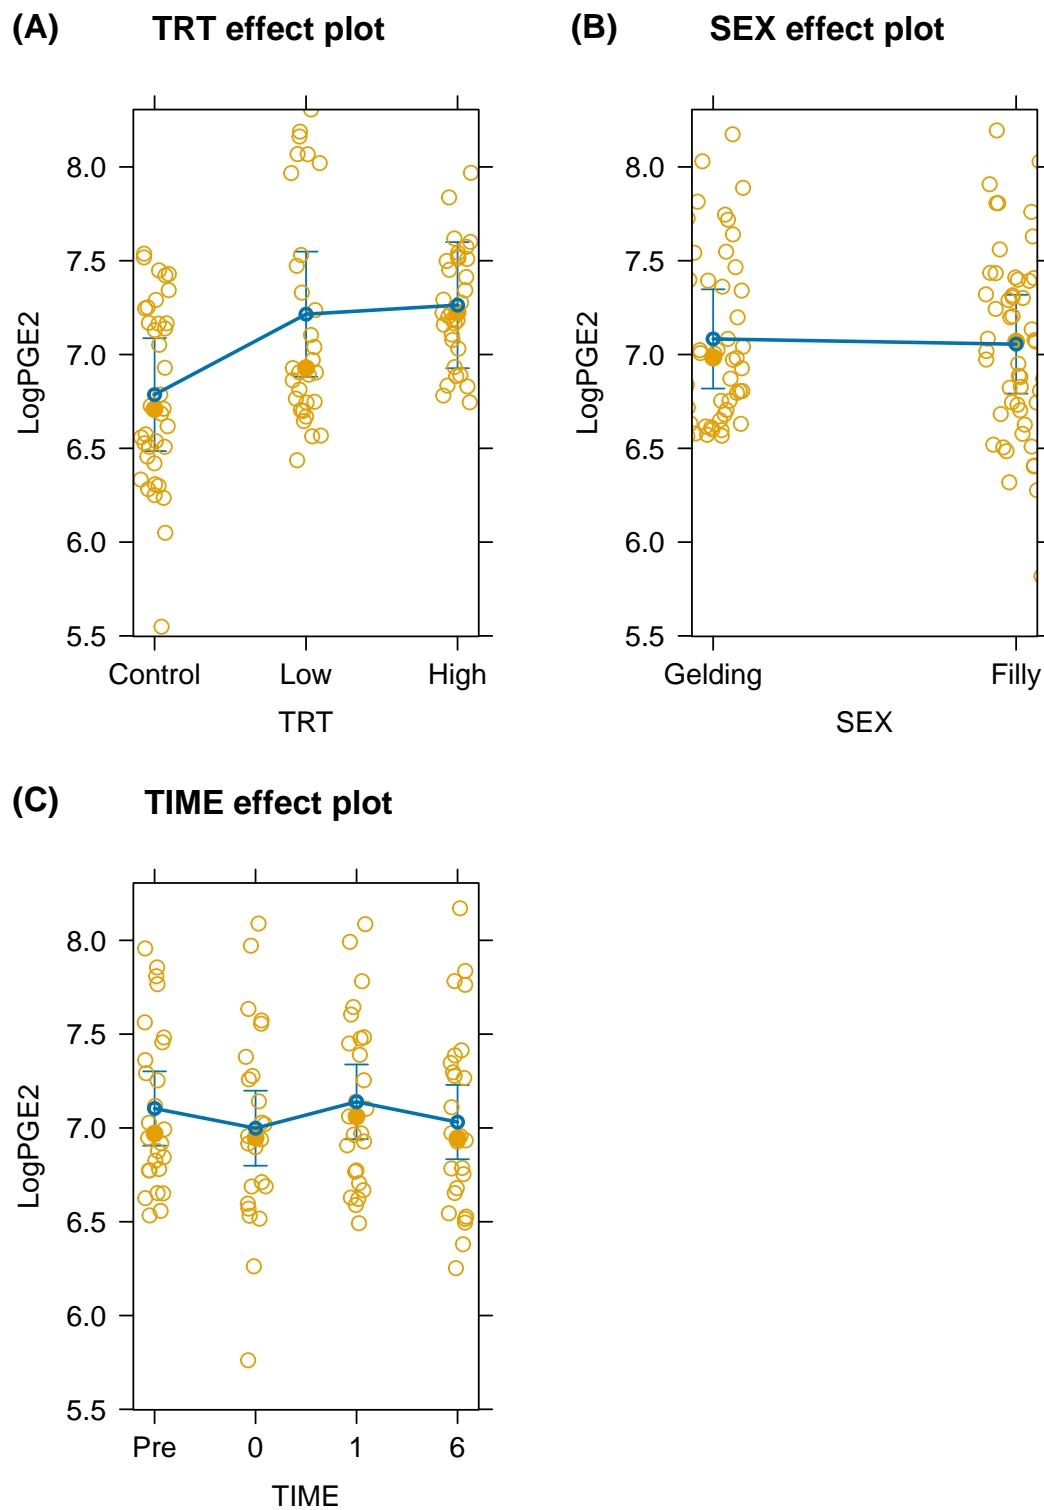 (A) TRT effect plot
(B) SEX effect plot
LogPGE2
8.0
7.5
7.0
6.5
6.0
5.5
Control Low High
TRT
LogPGE2
8.0
7.5
7.0
6.5
6.0
5.5
Gelding Filly
SEX
(C) TIME effect plot
LogPGE2
8.0
7.5
7.0
6.5
6.0
5.5
Pre 0 1 6
TIME